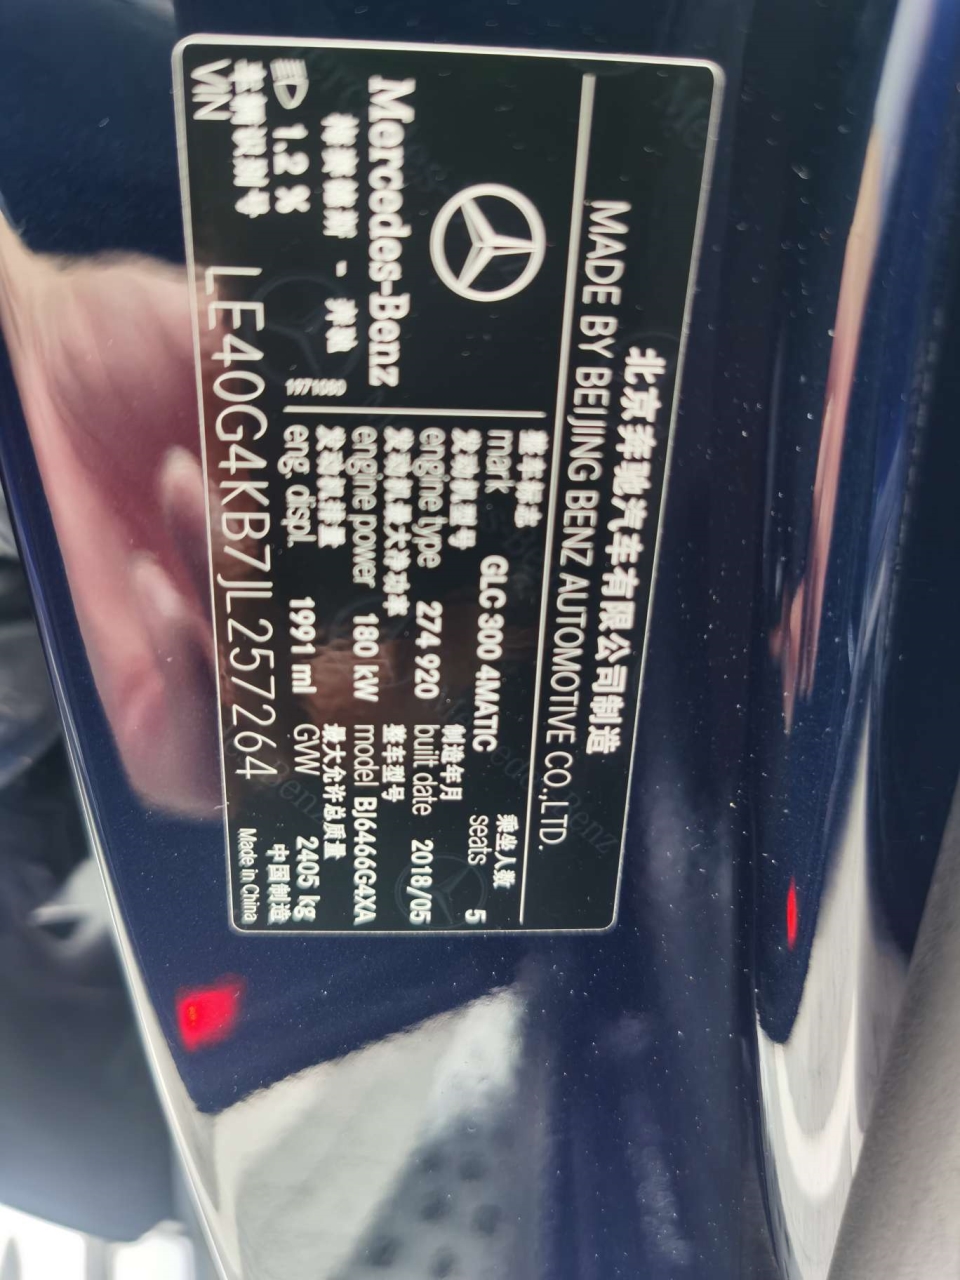 北京奔驰汽车有限公司制造
MADE BY BEIJING BENZ AUTOMOTIVE CO.,LTD.
Mercedes-Benz
梅赛德斯 - 奔驰
1.2 %
1971080
整车标志 乘坐人数
mark GLC 300 4MATIC seats 5
发动机型号 制造年月
engine type 274 920 built date 2018/05
发动机最大净功率 整车型号
engine power 180 kW model BJ6466G4XA
发动机排量 最大允许总质量
eng. displ. 1991 ml GVW 2405 kg
车辆识别号 中国制造
VIN LE40G4KB7JL257264 Made in China